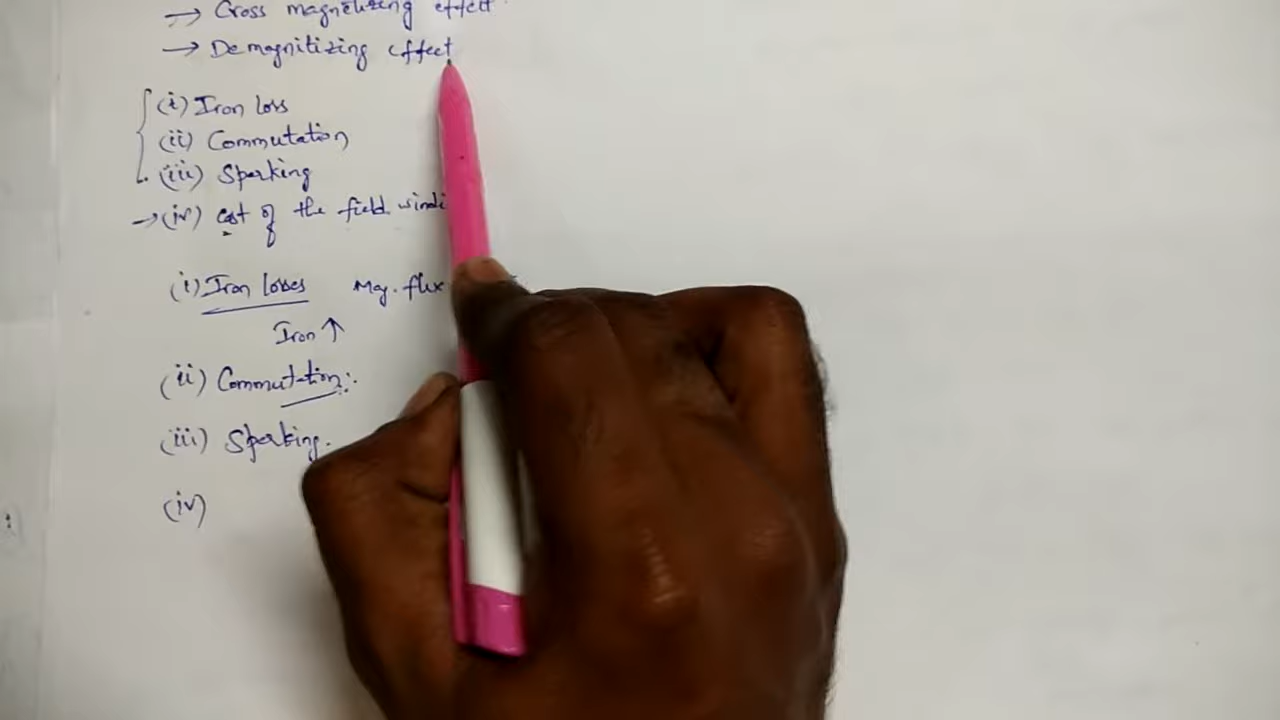 → Cross magnetizing effect
→ Demagnitizing effect
(i) Iron loss
(ii) Commutation
(iii) Sparking
→ (iv) cost of the field windi
(i) Iron losses Mag. flux
Iron ↑
(ii) Commutation:.
(iii) Sparking.
(iv)